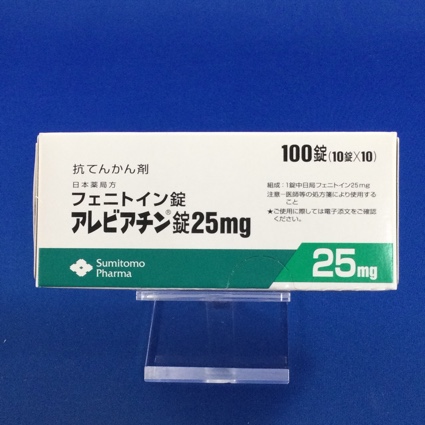 100錠(10錠×10)
抗てんかん剤
日本薬局方
フェニトイン錠
アレビアチン®錠25mg
組成:1錠中日局フェニトイン25mg
注意-医師等の処方箋により使用する
こと
★ご使用に際しては電子添文をご確認
ください。
Sumitomo
Pharma
25mg